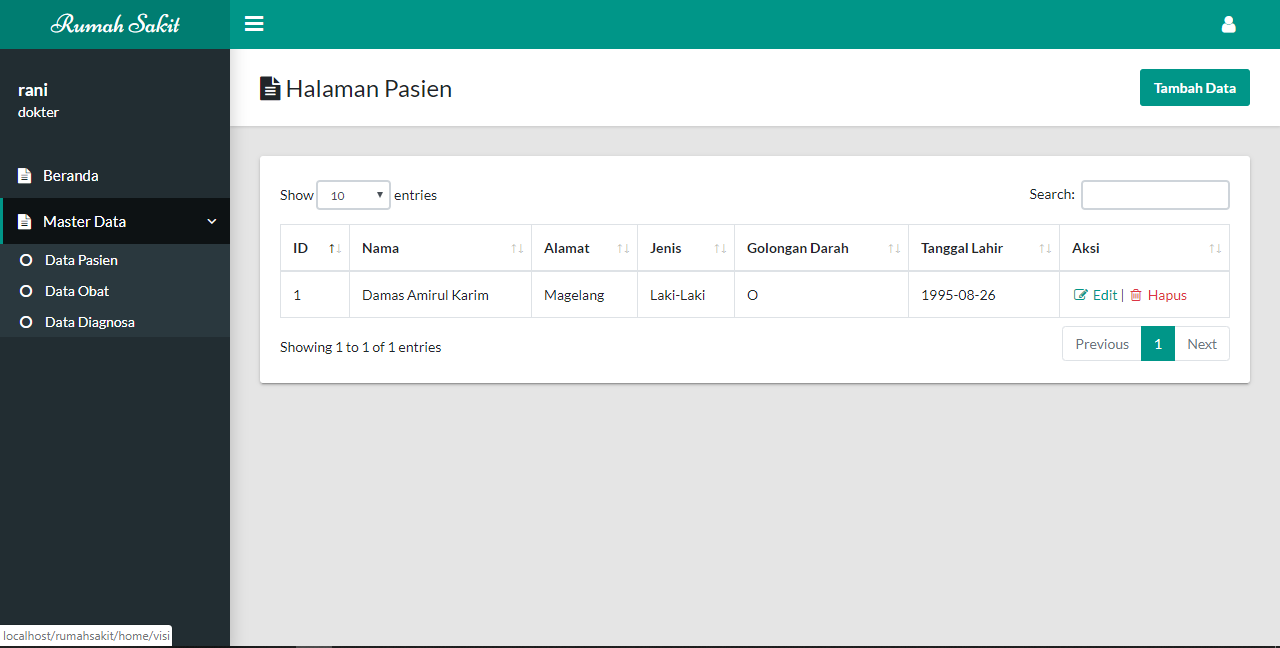 Rumah Sakit
rani
dokter
Beranda
Master Data
Data Pasien
Data Obat
Data Diagnosa
Halaman Pasien
Tambah Data
Show 10 entries
Search:
ID Nama Alamat Jenis Golongan Darah Tanggal Lahir Aksi
1 Damas Amirul Karim Magelang Laki-Laki O 1995-08-26 Edit | Hapus
Showing 1 to 1 of 1 entries
Previous 1 Next
localhost/rumahsakit/home/visi